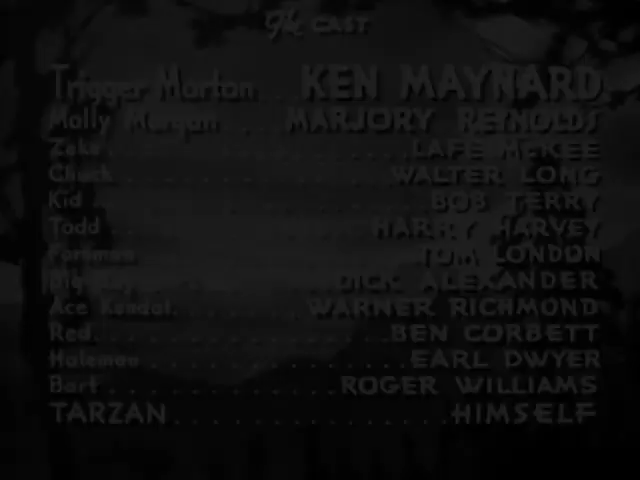 The CAST
Trigger Morton .. KEN MAYNARD
Molly Morgan .... MARJORY REYNOLDS
Zeke ............ LAFE McKEE
Chuck ........... WALTER LONG
Kid ............. BOB TERRY
Todd ............ HARRY HARVEY
TOM LONDON
DICK ALEXANDER
Ace Kendal....... WARNER RICHMOND
Red.............. BEN CORBETT
EARL DWYER
Bart ............ ROGER WILLIAMS
TARZAN .......... HIMSELF